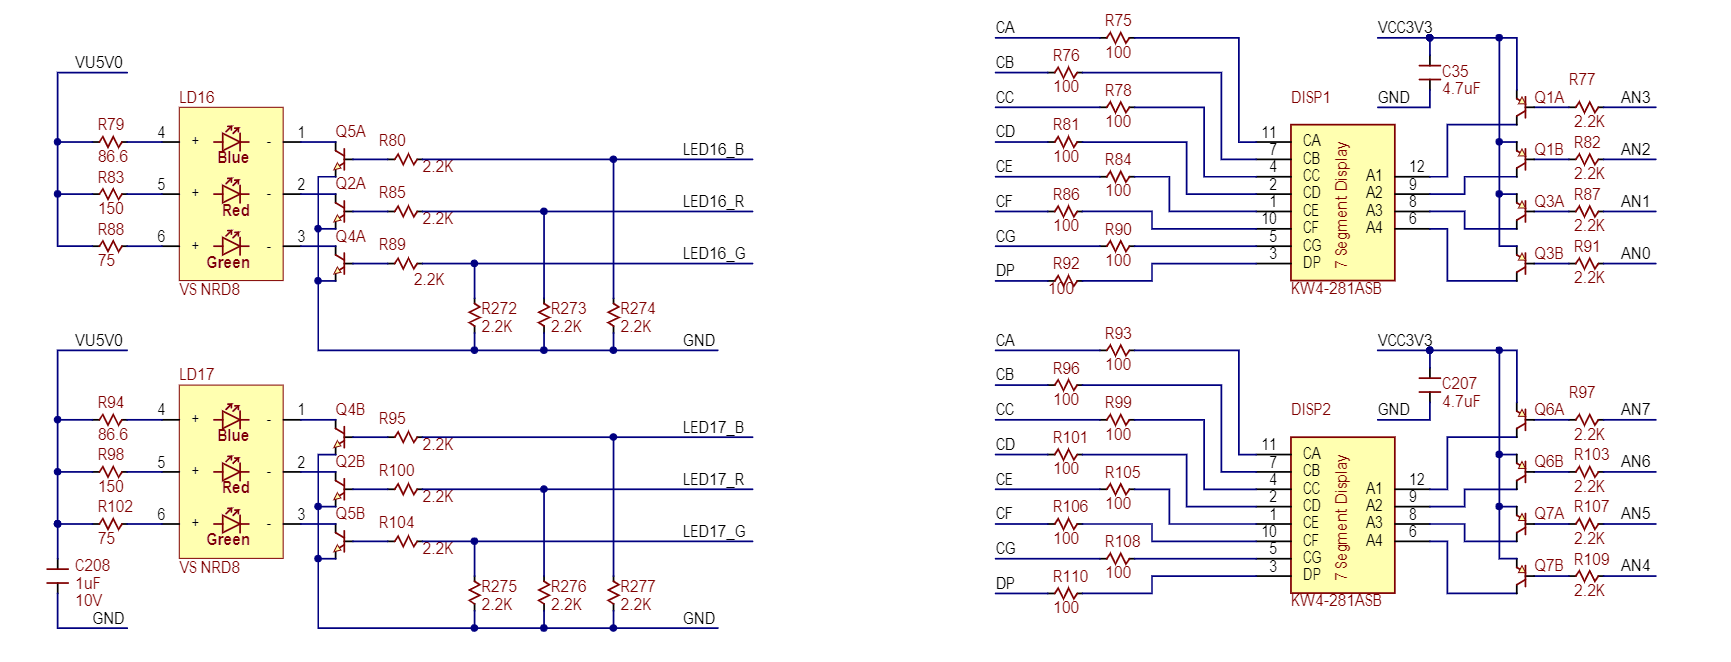 VU5V0
LD16
R79
86.6
4
+
Blue
-
1
Q5A
R80
2.2K
LED16_B
R83
150
5
+
Red
-
2
Q2A
R85
2.2K
LED16_R
R88
75
6
+
Green
-
3
Q4A
R89
2.2K
LED16_G
VS NRD8
R272
2.2K
R273
2.2K
R274
2.2K
GND
VU5V0
LD17
R94
86.6
4
+
Blue
-
1
Q4B
R95
2.2K
LED17_B
R98
150
5
+
Red
-
2
Q2B
R100
2.2K
LED17_R
R102
75
6
+
Green
-
3
Q5B
R104
2.2K
LED17_G
VS NRD8
C208
1uF
10V
GND
R275
2.2K
R276
2.2K
R277
2.2K
GND
CA
R75
100
CB
R76
100
CC
R78
100
CD
R81
100
CE
R84
100
CF
R86
100
CG
R90
100
DP
R92
100
DISP1
11 CA
7 CB
4 CC
2 CD
1 CE
10 CF
5 CG
3 DP
7 Segment Display
A1 12
A2 9
A3 8
A4 6
KW4-281ASB
VCC3V3
C35
4.7uF
GND
Q1A
R77
2.2K
AN3
Q1B
R82
2.2K
AN2
Q3A
R87
2.2K
AN1
Q3B
R91
2.2K
AN0
CA
R93
100
CB
R96
100
CC
R99
100
CD
R101
100
CE
R105
100
CF
R106
100
CG
R108
100
DP
R110
100
DISP2
11 CA
7 CB
4 CC
2 CD
1 CE
10 CF
5 CG
3 DP
7 Segment Display
A1 12
A2 9
A3 8
A4 6
KW4-281ASB
VCC3V3
C207
4.7uF
GND
Q6A
R97
2.2K
AN7
Q6B
R103
2.2K
AN6
Q7A
R107
2.2K
AN5
Q7B
R109
2.2K
AN4